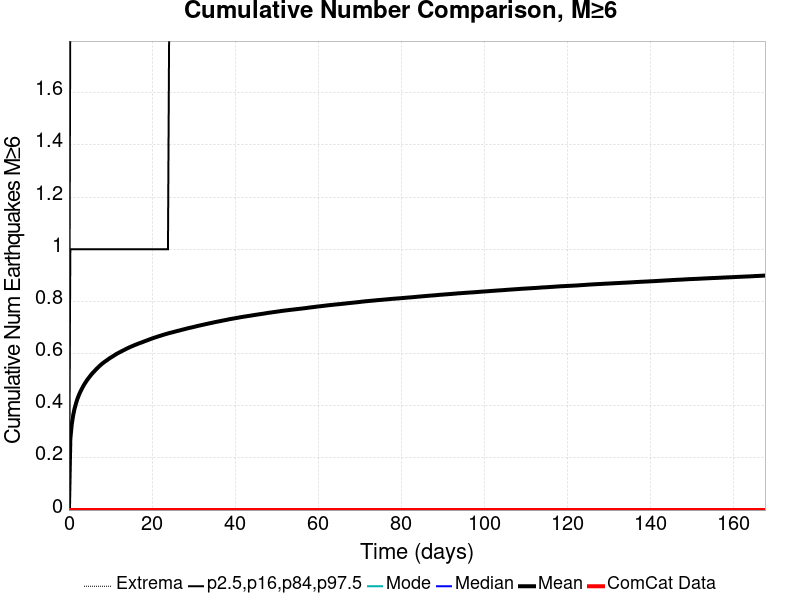 Cumulative Number Comparison, M≥6
Cumulative Num Earthquakes M≥6
1.6
1.4
1.2
1
0.8
0.6
0.4
0.2
0
0 20 40 60 80 100 120 140 160
Time (days)
Extrema p2.5,p16,p84,p97.5 Mode Median Mean ComCat Data